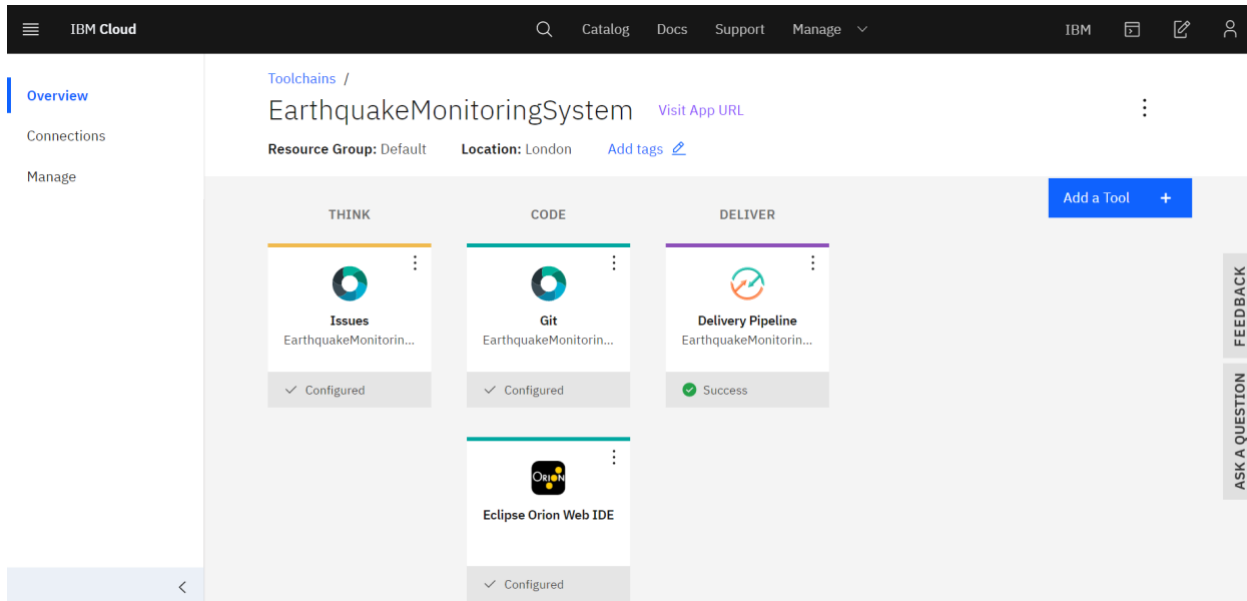 IBM Cloud
Catalog Docs Support Manage
IBM
Overview
Connections
Manage
Toolchains /
EarthquakeMonitoringSystem Visit App URL
Resource Group: Default Location: London Add tags
Add a Tool +
THINK CODE DELIVER
Issues
EarthquakeMonitorin...
Configured
Git
EarthquakeMonitorin...
Configured
Delivery Pipeline
EarthquakeMonitorin...
Success
ORION
Eclipse Orion Web IDE
Configured
FEEDBACK
ASK A QUESTION